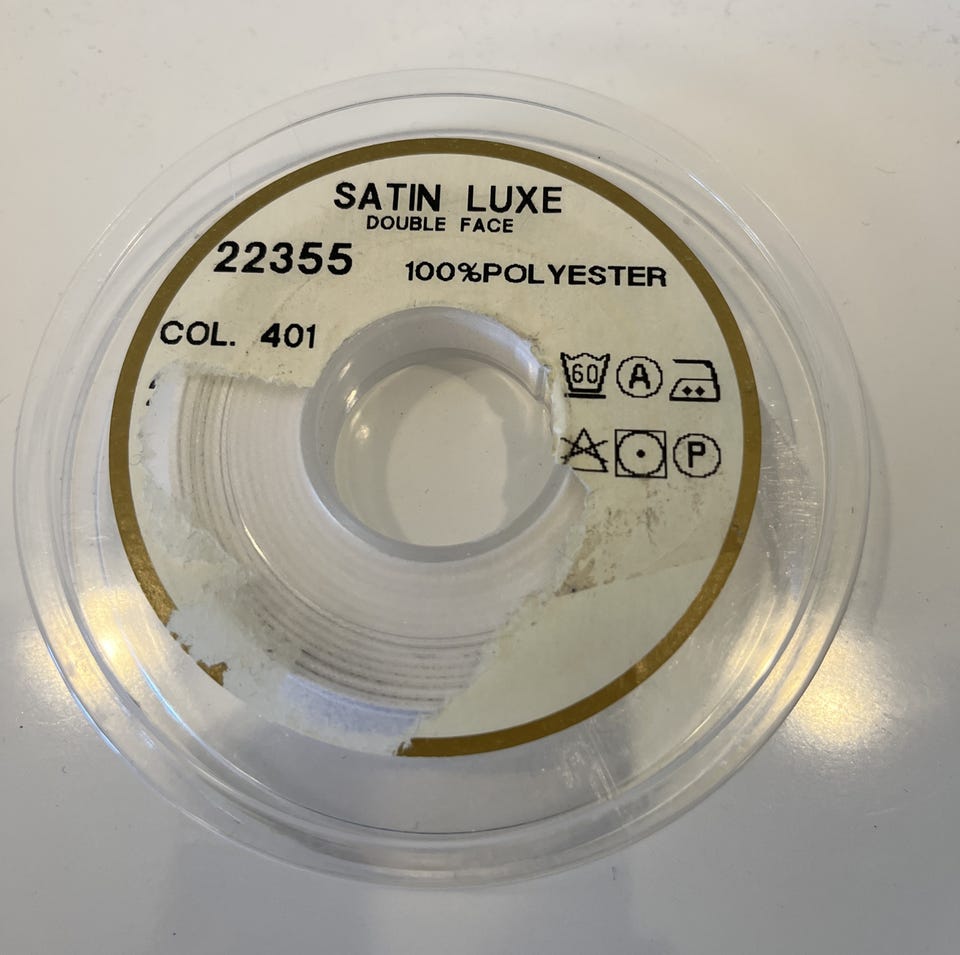 SATIN LUXE
DOUBLE FACE
22355
100%POLYESTER
COL. 401
60 A
P